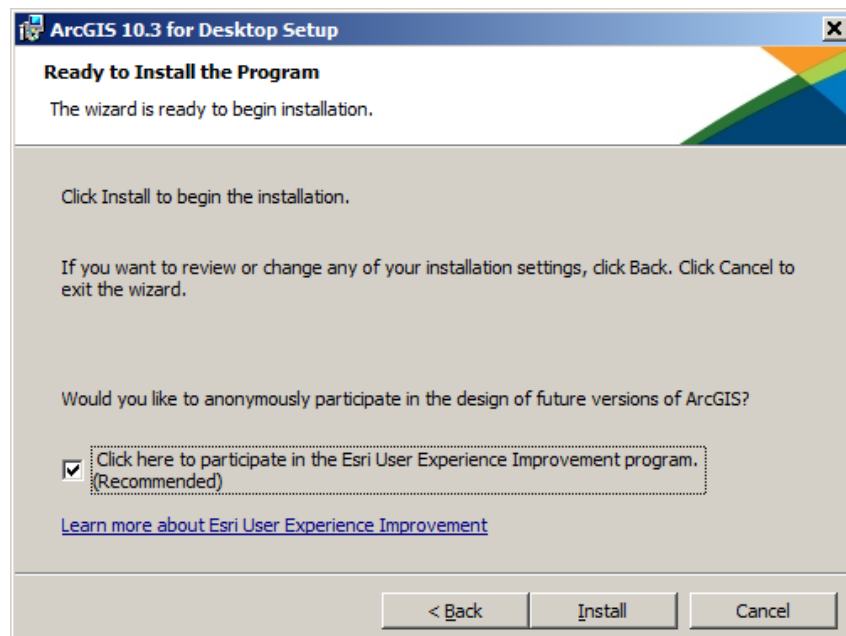 ArcGIS 10.3 for Desktop Setup
Ready to Install the Program
The wizard is ready to begin installation.
Click Install to begin the installation.
If you want to review or change any of your installation settings, click Back. Click Cancel to
exit the wizard.
Would you like to anonymously participate in the design of future versions of ArcGIS?
Click here to participate in the Esri User Experience Improvement program.
(Recommended)
Learn more about Esri User Experience Improvement
< Back
Install
Cancel